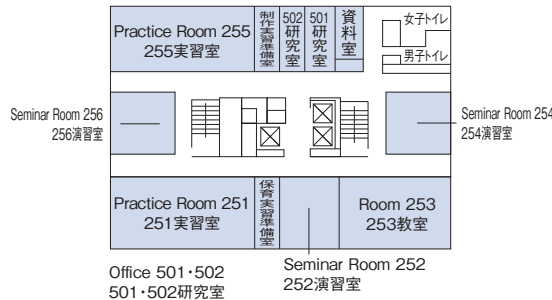 Practice Room 255
255実習室
制作実習準備室
502
研究室
501
研究室
資料室
女子トイレ
男子トイレ
Seminar Room 256
256演習室
Seminar Room 254
254演習室
Practice Room 251
251実習室
保育実習準備室
Room 253
253教室
Office 501・502
501・502研究室
Seminar Room 252
252演習室